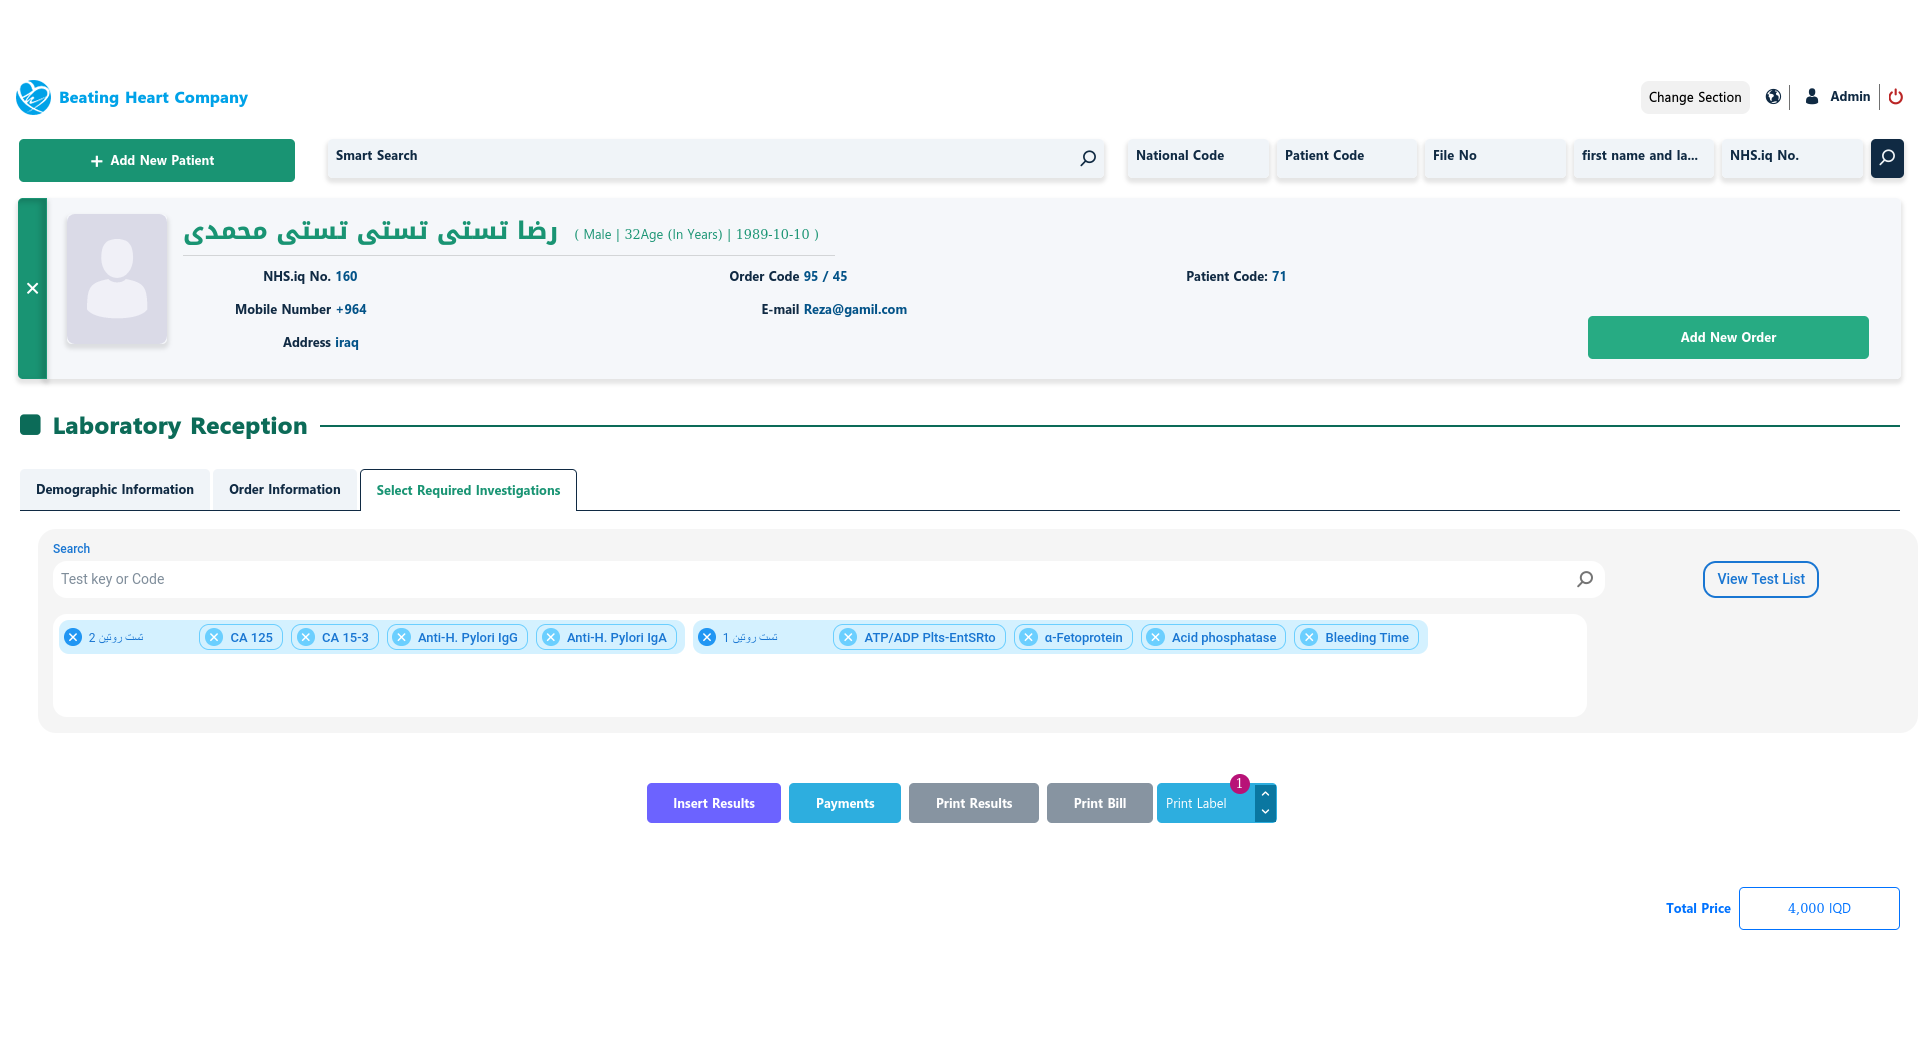 Beating Heart Company
Change Section
Admin
+ Add New Patient
Smart Search
National Code
Patient Code
File No
first name and la...
NHS.iq No.
رضا تستی تستی تستی محمدی
( Male | 32Age (In Years) | 1989-10-10 )
NHS.iq No. 160
Order Code 95 / 45
Patient Code: 71
Mobile Number +964
E-mail Reza@gamil.com
Address iraq
Add New Order
Laboratory Reception
Demographic Information
Order Information
Select Required Investigations
Search
Test key or Code
View Test List
تست روتین 2
CA 125
CA 15-3
Anti-H. Pylori IgG
Anti-H. Pylori IgA
تست روتین 1
ATP/ADP Plts-EntSRto
α-Fetoprotein
Acid phosphatase
Bleeding Time
Insert Results
Payments
Print Results
Print Bill
Print Label
1
Total Price
4,000 IQD